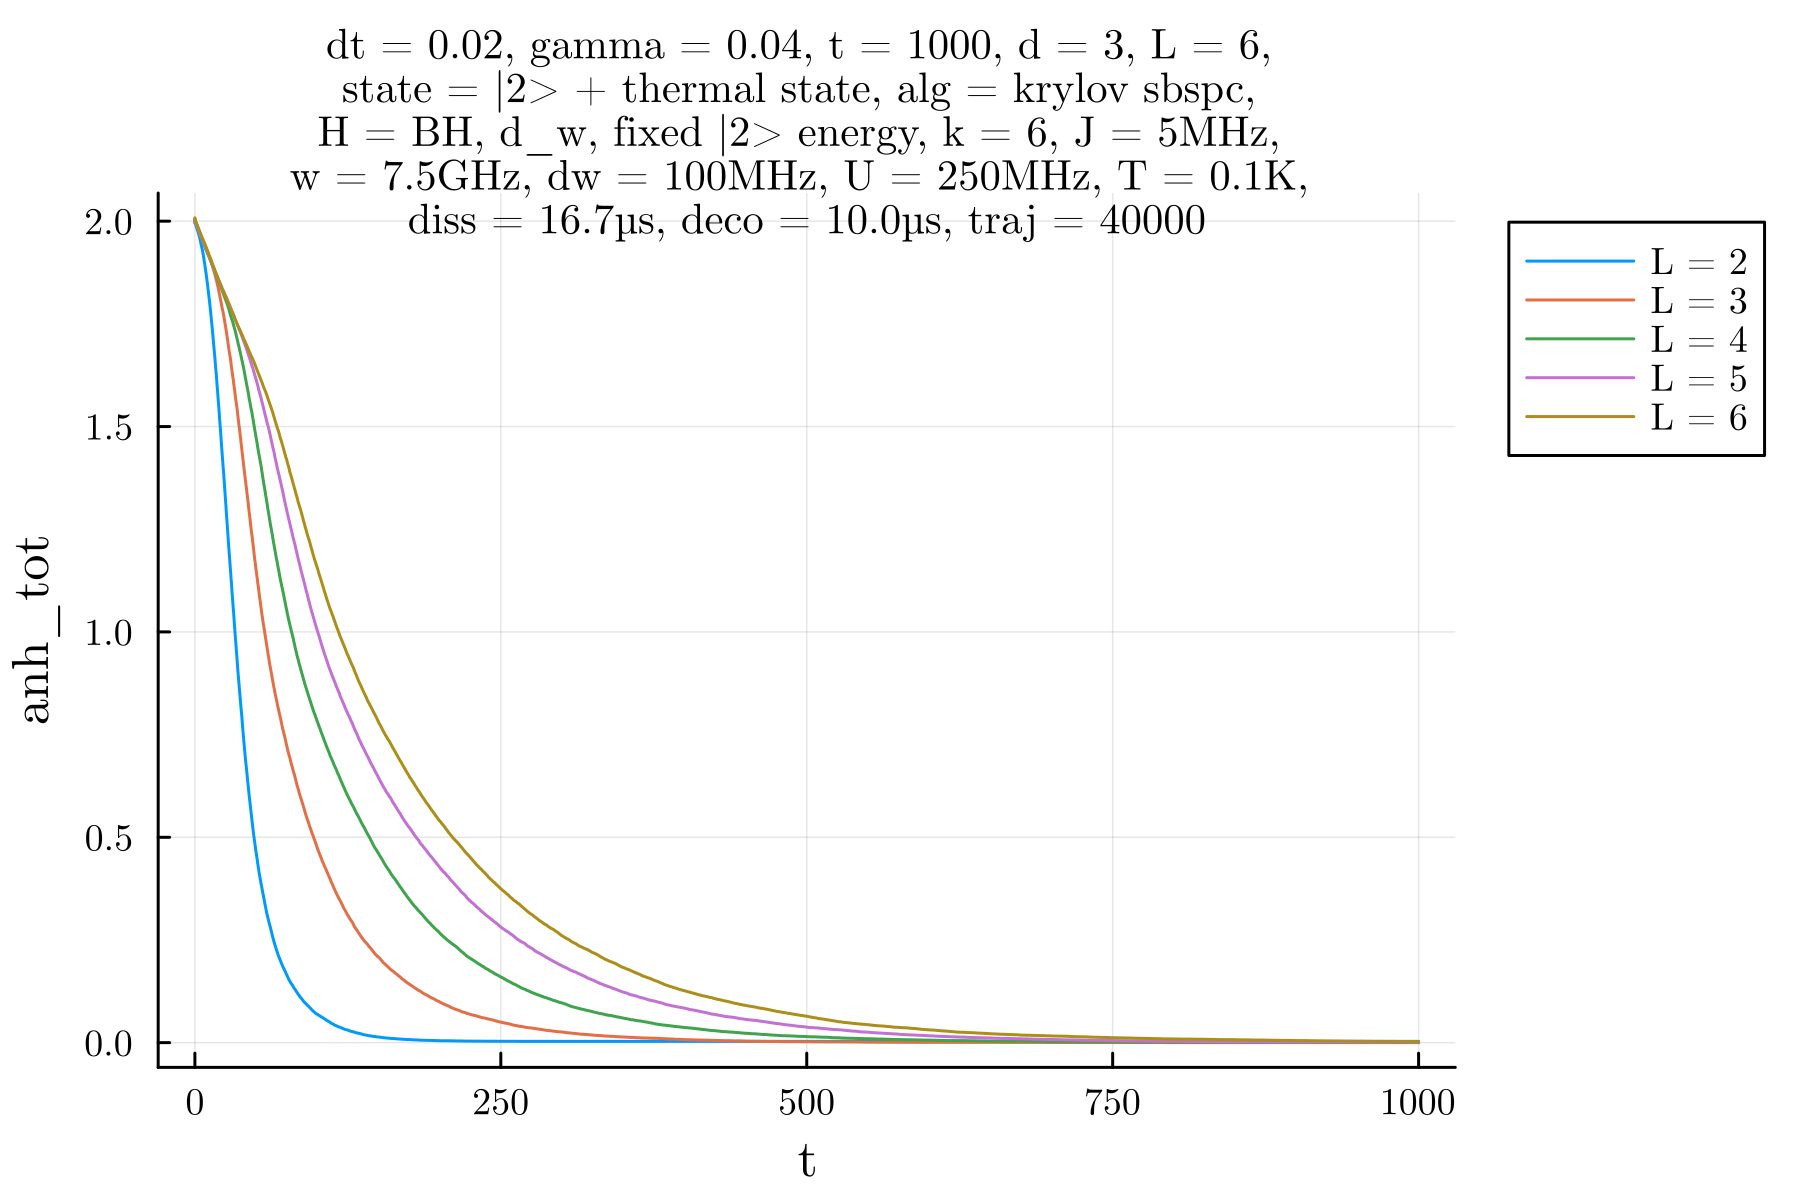 dt = 0.02, gamma = 0.04, t = 1000, d = 3, L = 6,
state = |2> + thermal state, alg = krylov sbspc,
H = BH, d_w, fixed |2> energy, k = 6, J = 5MHz,
w = 7.5GHz, dw = 100MHz, U = 250MHz, T = 0.1K,
diss = 16.7µs, deco = 10.0µs, traj = 40000
anh_tot
2.0
1.5
1.0
0.5
0.0
0 250 500 750 1000
t
L = 2
L = 3
L = 4
L = 5
L = 6